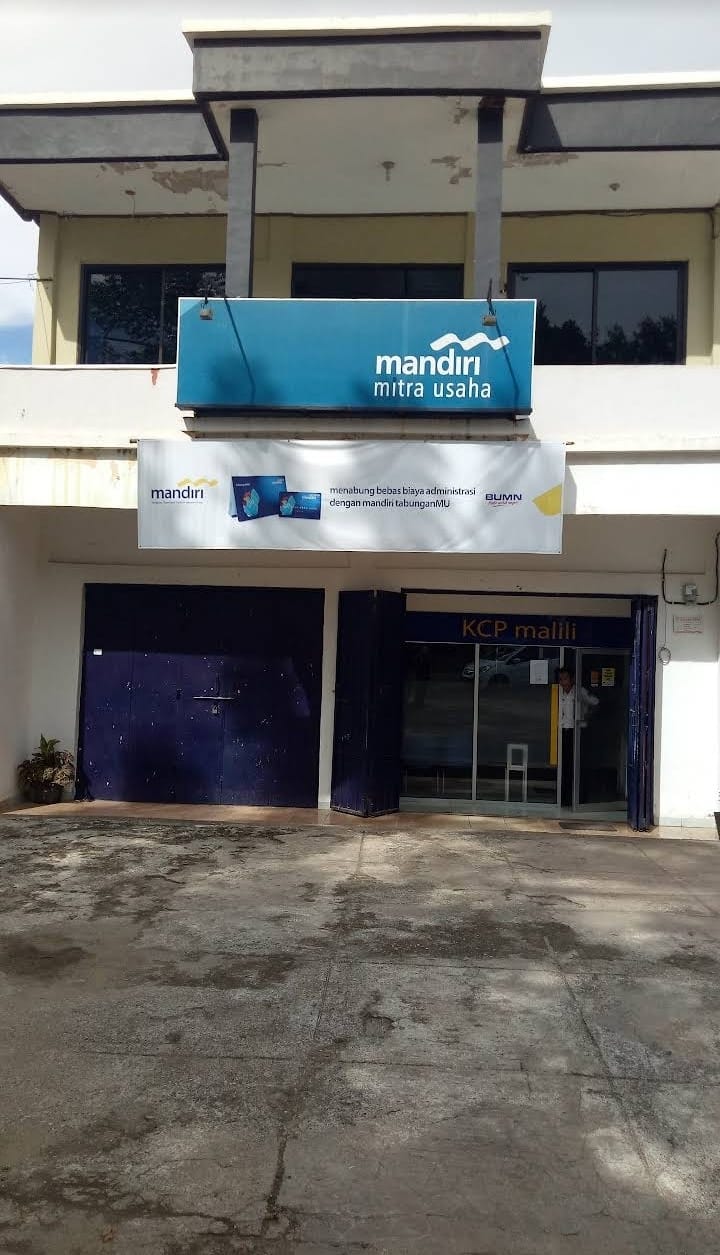 mandiri
mitra usaha
mandiri
menabung bebas biaya administrasi
dengan mandiri tabunganMU
BUMN
KCP malili